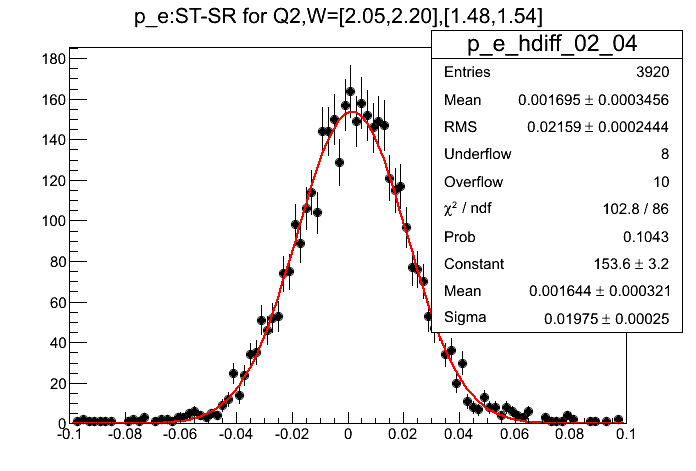 p_e:ST-SR for Q2,W=[2.05,2.20],[1.48,1.54]
p_e_hdiff_02_04
Entries 3920
Mean 0.001695 ± 0.0003456
RMS 0.02159 ± 0.0002444
Underflow 8
Overflow 10
χ² / ndf 102.8 / 86
Prob 0.1043
Constant 153.6 ± 3.2
Mean 0.001644 ± 0.000321
Sigma 0.01975 ± 0.00025
180
160
140
120
100
80
60
40
20
0
-0.1 -0.08 -0.06 -0.04 -0.02 0 0.02 0.04 0.06 0.08 0.1